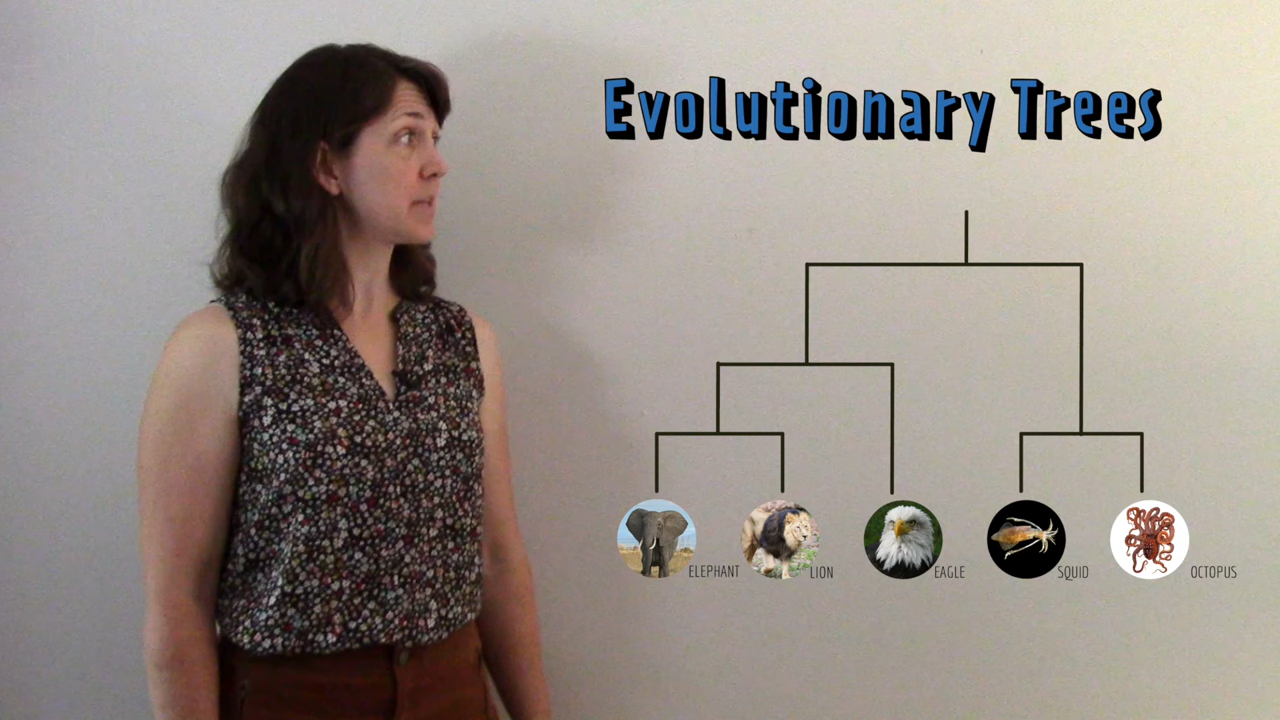 Evolutionary Trees
ELEPHANT
LION
EAGLE
SQUID
OCTOPUS